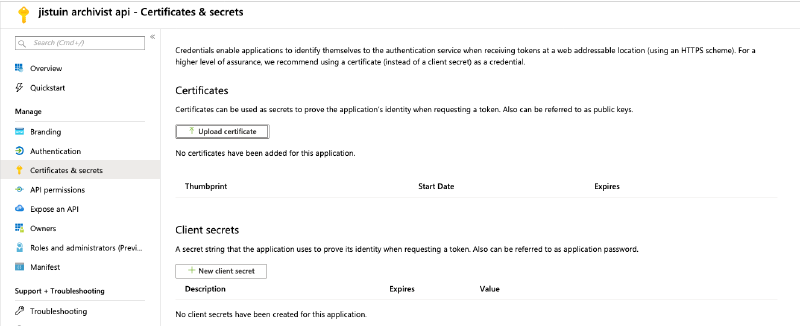 jistuin archivist api - Certificates & secrets
Search (Cmd+/)
«
Overview
Quickstart
Manage
Branding
Authentication
Certificates & secrets
API permissions
Expose an API
Owners
Roles and administrators (Previ...
Manifest
Support + Troubleshooting
Troubleshooting
Credentials enable applications to identify themselves to the authentication service when receiving tokens at a web addressable location (using an HTTPS scheme). For a
higher level of assurance, we recommend using a certificate (instead of a client secret) as a credential.
Certificates
Certificates can be used as secrets to prove the application's identity when requesting a token. Also can be referred to as public keys.
Upload certificate
No certificates have been added for this application.
Thumbprint Start Date Expires
Client secrets
A secret string that the application uses to prove its identity when requesting a token. Also can be referred to as application password.
New client secret
Description Expires Value
No client secrets have been created for this application.